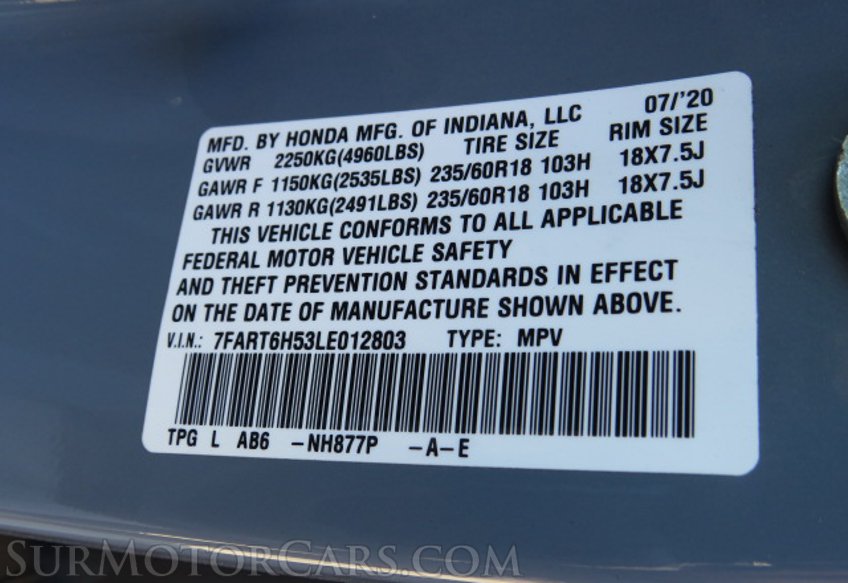 MFD. BY HONDA MFG. OF INDIANA, LLC 07/'20
GVWR 2250KG(4960LBS) TIRE SIZE RIM SIZE
GAWR F 1150KG(2535LBS) 235/60R18 103H 18X7.5J
GAWR R 1130KG(2491LBS) 235/60R18 103H 18X7.5J
THIS VEHICLE CONFORMS TO ALL APPLICABLE
FEDERAL MOTOR VEHICLE SAFETY
AND THEFT PREVENTION STANDARDS IN EFFECT
ON THE DATE OF MANUFACTURE SHOWN ABOVE.
V.I.N.: 7FART6H53LE012803 TYPE: MPV
TPG L AB6 -NH877P -A-E
SurMotorCars.com